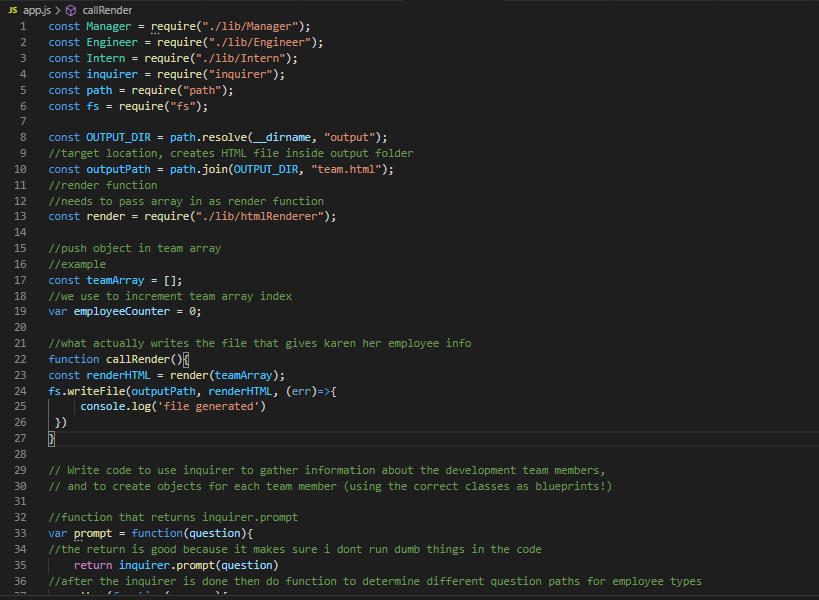 JS app.js > callRender
1 const Manager = require("./lib/Manager");
2 const Engineer = require("./lib/Engineer");
3 const Intern = require("./lib/Intern");
4 const inquirer = require("inquirer");
5 const path = require("path");
6 const fs = require("fs");
7
8 const OUTPUT_DIR = path.resolve(__dirname, "output");
9 //target location, creates HTML file inside output folder
10 const outputPath = path.join(OUTPUT_DIR, "team.html");
11 //render function
12 //needs to pass array in as render function
13 const render = require("./lib/htmlRenderer");
14
15 //push object in team array
16 //example
17 const teamArray = [];
18 //we use to increment team array index
19 var employeeCounter = 0;
20
21 //what actually writes the file that gives karen her employee info
22 function callRender(){
23 const renderHTML = render(teamArray);
24 fs.writeFile(outputPath, renderHTML, (err)=>{
25     console.log('file generated')
26 })
27 }
28
29 // Write code to use inquirer to gather information about the development team members,
30 // and to create objects for each team member (using the correct classes as blueprints!)
31
32 //function that returns inquirer.prompt
33 var prompt = function(question){
34 //the return is good because it makes sure i dont run dumb things in the code
35     return inquirer.prompt(question)
36 //after the inquirer is done then do function to determine different question paths for employee types